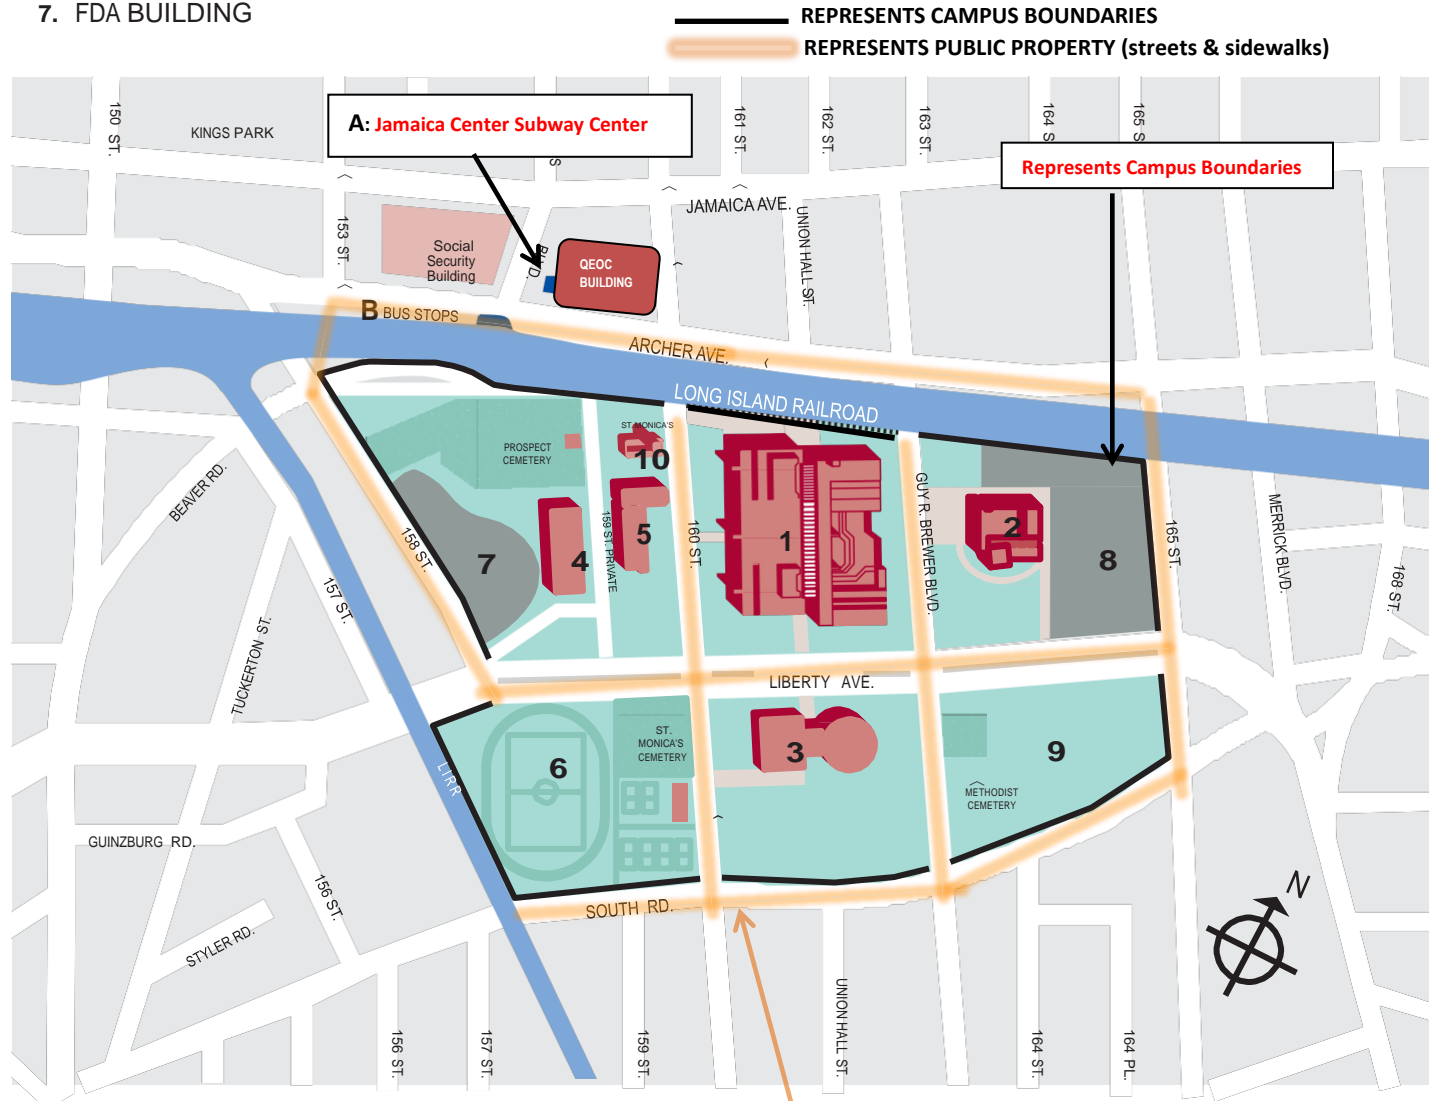 7. FDA BUILDING
REPRESENTS CAMPUS BOUNDARIES
REPRESENTS PUBLIC PROPERTY (streets & sidewalks)
150 ST.
KINGS PARK
A: Jamaica Center Subway Center
S
161 ST.
162 ST.
163 ST.
164 S
165 S
Represents Campus Boundaries
JAMAICA AVE.
153 ST.
Social
Security
Building
BLVD.
QEOC
BUILDING
UNION HALL ST.
B BUS STOPS
ARCHER AVE.
LONG ISLAND RAILROAD
PROSPECT
CEMETERY
ST. MONICA'S
10
BEAVER RD.
158 ST.
7
4
159 ST. PRIVATE
5
160 ST.
1
GUY R. BREWER BLVD.
2
8
165 ST.
MERRICK BLVD.
168 ST.
157 ST.
TUCKERTON ST.
LIBERTY AVE.
LIRR
6
ST.
MONICA'S
CEMETERY
3
9
METHODIST
CEMETERY
GUINZBURG RD.
156 ST.
STYLER RD.
SOUTH RD.
N
156 ST.
157 ST.
159 ST.
UNION HALL ST.
164 ST.
164 PL.